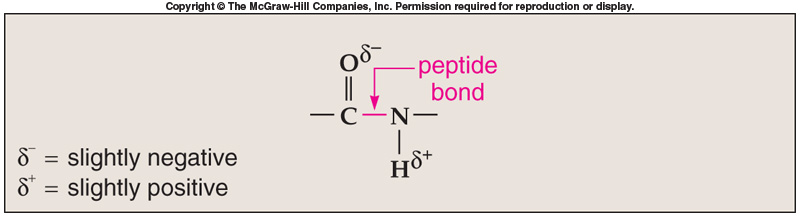 Copyright © The McGraw-Hill Companies, Inc. Permission required for reproduction or display.
Oδ⁻
peptide
bond
C N
Hδ⁺
δ⁻ = slightly negative
δ⁺ = slightly positive